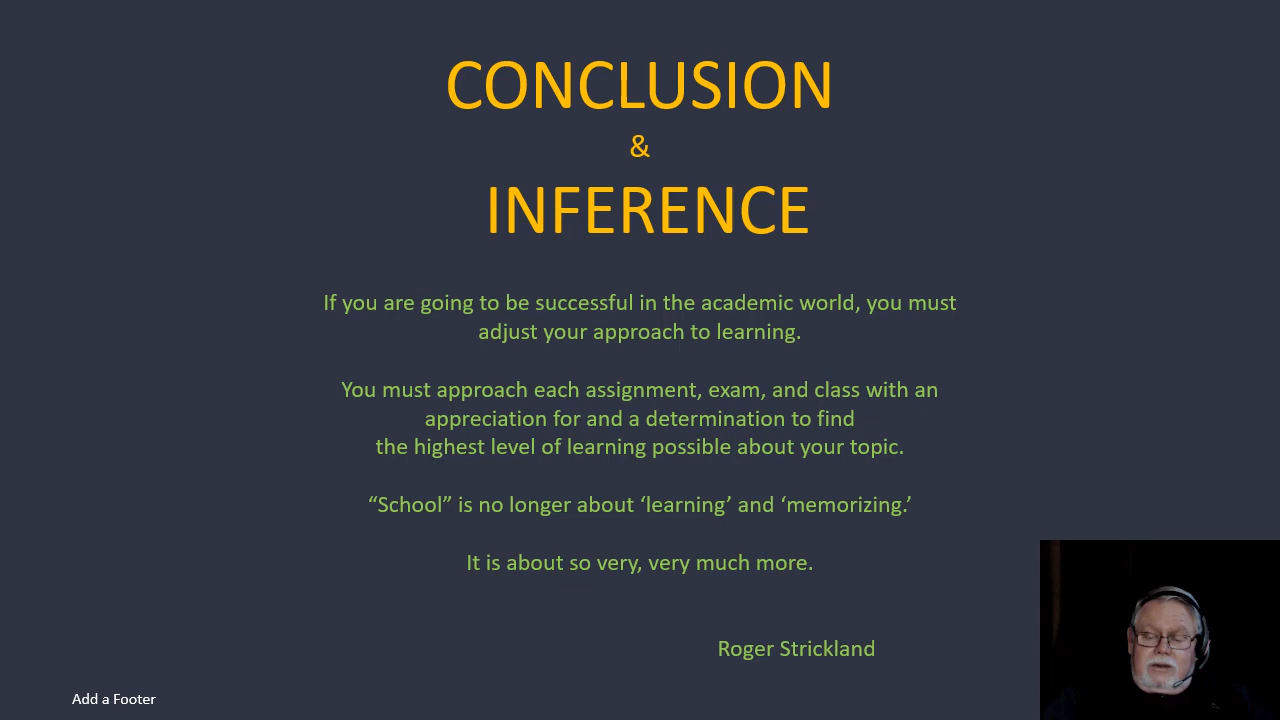 CONCLUSION
&
INFERENCE
If you are going to be successful in the academic world, you must
adjust your approach to learning.
You must approach each assignment, exam, and class with an
appreciation for and a determination to find
the highest level of learning possible about your topic.
“School” is no longer about ‘learning’ and ‘memorizing.’
It is about so very, very much more.
Roger Strickland
Add a Footer